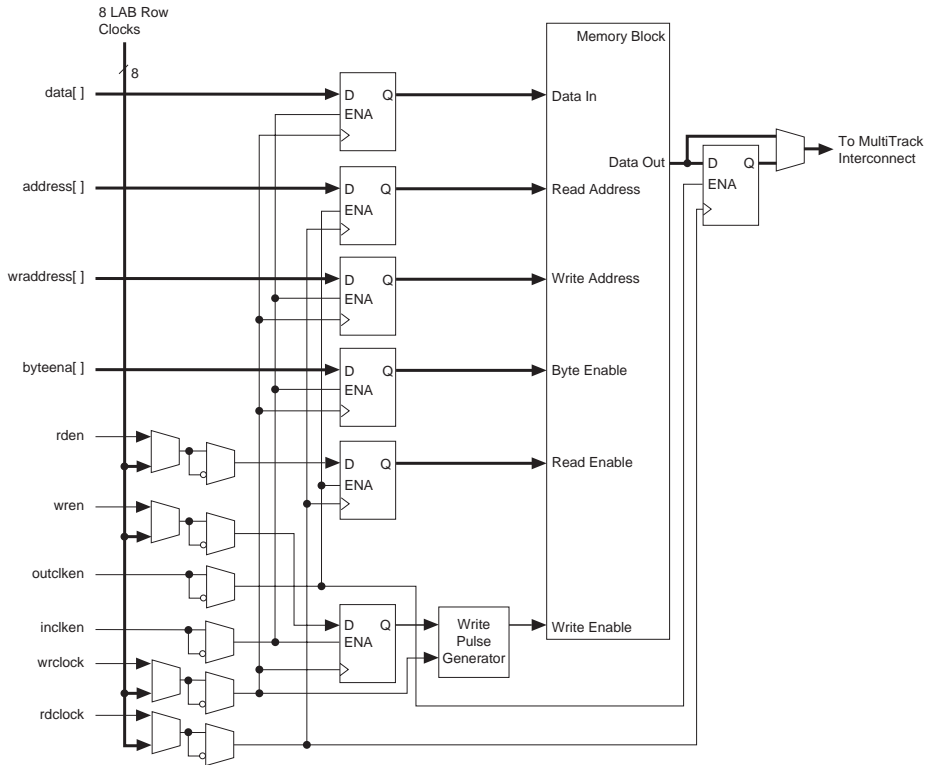 8 LAB Row
Clocks
8
Memory Block
data[ ]
D Q
ENA
Data In
To MultiTrack
Interconnect
Data Out
D Q
ENA
address[ ]
D Q
ENA
Read Address
wraddress[ ]
D Q
ENA
Write Address
byteena[ ]
D Q
ENA
Byte Enable
rden
D Q
ENA
Read Enable
wren
outclken
inclken
D Q
ENA
Write
Pulse
Generator
Write Enable
wrclock
rdclock